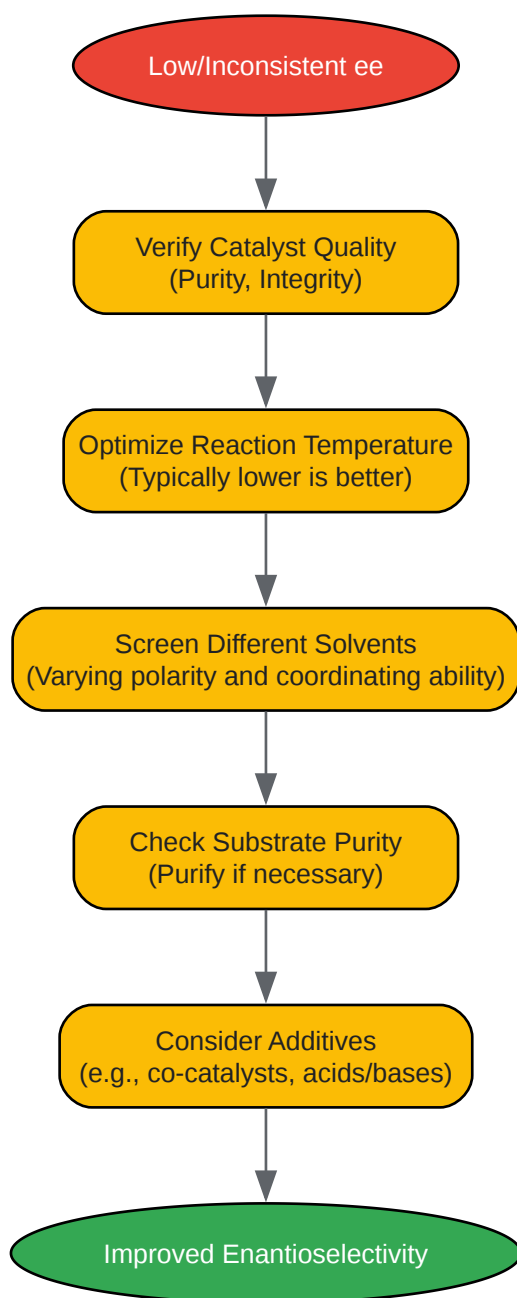 Low/Inconsistent ee
Verify Catalyst Quality
(Purity, Integrity)
Optimize Reaction Temperature
(Typically lower is better)
Screen Different Solvents
(Varying polarity and coordinating ability)
Check Substrate Purity
(Purify if necessary)
Consider Additives
(e.g., co-catalysts, acids/bases)
Improved Enantioselectivity